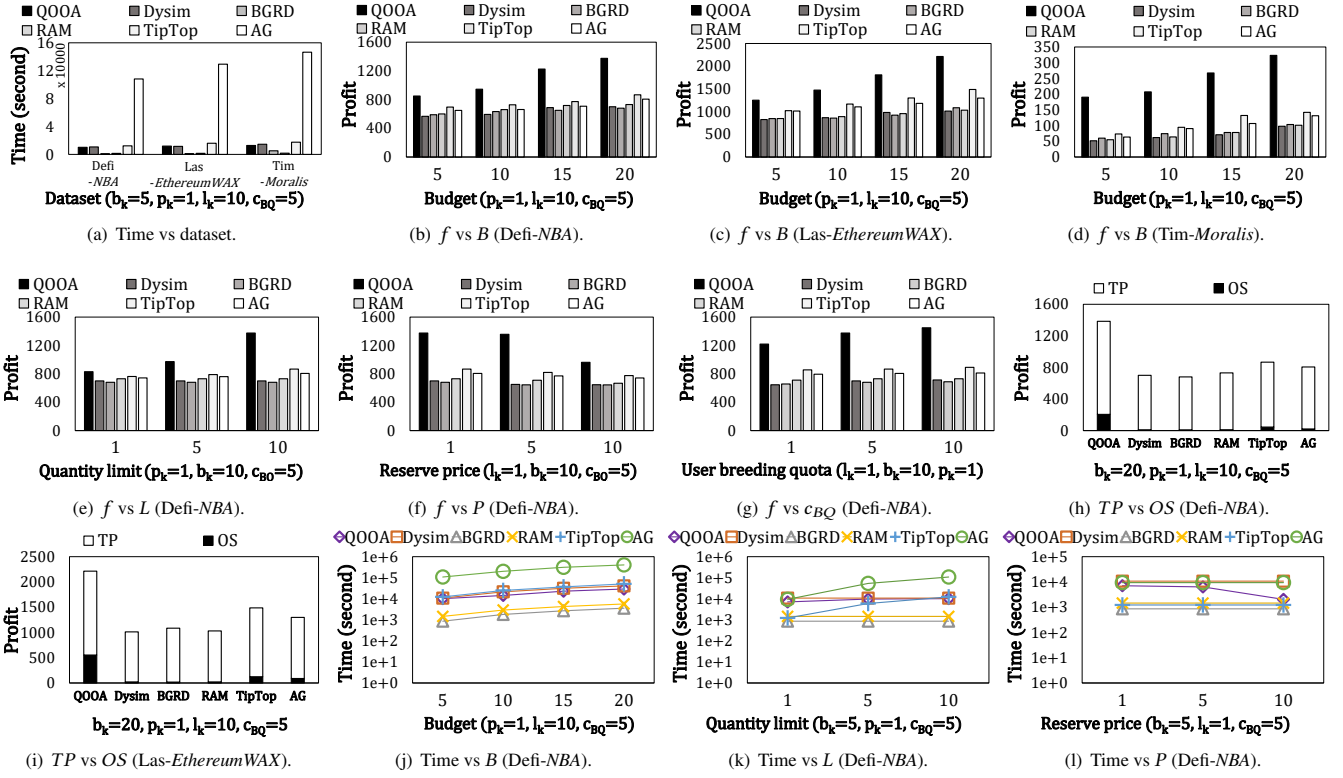 QOOA Dysim BGRD
RAM TipTop AG
Time (second)
x 10000
16
12
8
4
0
Defi
-NBA
Las
-EthereumWAX
Tim
-Moralis
Dataset (bk=5, pk=1, lk=10, cBQ=5)
(a) Time vs dataset.
QOOA Dysim BGRD
RAM TipTop AG
Profit
1600
1200
800
400
0
5 10 15 20
Budget (pk=1, lk=10, cBQ=5)
(b) f vs B (Defi-NBA).
QOOA Dysim BGRD
RAM TipTop AG
Profit
2500
2000
1500
1000
500
0
5 10 15 20
Budget (pk=1, lk=10, cBQ=5)
(c) f vs B (Las-EthereumWAX).
QOOA Dysim BGRD
RAM TipTop AG
Profit
350
300
250
200
150
100
50
0
5 10 15 20
Budget (pk=1, lk=10, cBQ=5)
(d) f vs B (Tim-Moralis).
QOOA Dysim BGRD
RAM TipTop AG
Profit
1600
1200
800
400
0
1 5 10
Quantity limit (pk=1, bk=10, cBQ=5)
(e) f vs L (Defi-NBA).
QOOA Dysim BGRD
RAM TipTop AG
Profit
1600
1200
800
400
0
1 5 10
Reserve price (lk=1, bk=10, cBQ=5)
(f) f vs P (Defi-NBA).
QOOA Dysim BGRD
RAM TipTop AG
Profit
1600
1200
800
400
0
1 5 10
User breeding quota (lk=1, bk=10, pk=1)
(g) f vs cBQ (Defi-NBA).
TP OS
Profit
1600
1200
800
400
0
QOOA Dysim BGRD RAM TipTop AG
bk=20, pk=1, lk=10, cBQ=5
(h) TP vs OS (Defi-NBA).
TP OS
Profit
2500
2000
1500
1000
500
0
QOOA Dysim BGRD RAM TipTop AG
bk=20, pk=1, lk=10, cBQ=5
(i) TP vs OS (Las-EthereumWAX).
QOOA Dysim BGRD RAM TipTop AG
Time (second)
1e+6
1e+5
1e+4
1e+3
1e+2
1e+1
1e+0
5 10 15 20
Budget (pk=1, lk=10, cBQ=5)
(j) Time vs B (Defi-NBA).
QOOA Dysim BGRD RAM TipTop AG
Time (second)
1e+6
1e+5
1e+4
1e+3
1e+2
1e+1
1e+0
1 5 10
Quantity limit (bk=5, pk=1, cBQ=5)
(k) Time vs L (Defi-NBA).
QOOA Dysim BGRD RAM TipTop AG
Time (second)
1e+5
1e+4
1e+3
1e+2
1e+1
1e+0
1 5 10
Reserve price (bk=5, lk=1, cBQ=5)
(l) Time vs P (Defi-NBA).